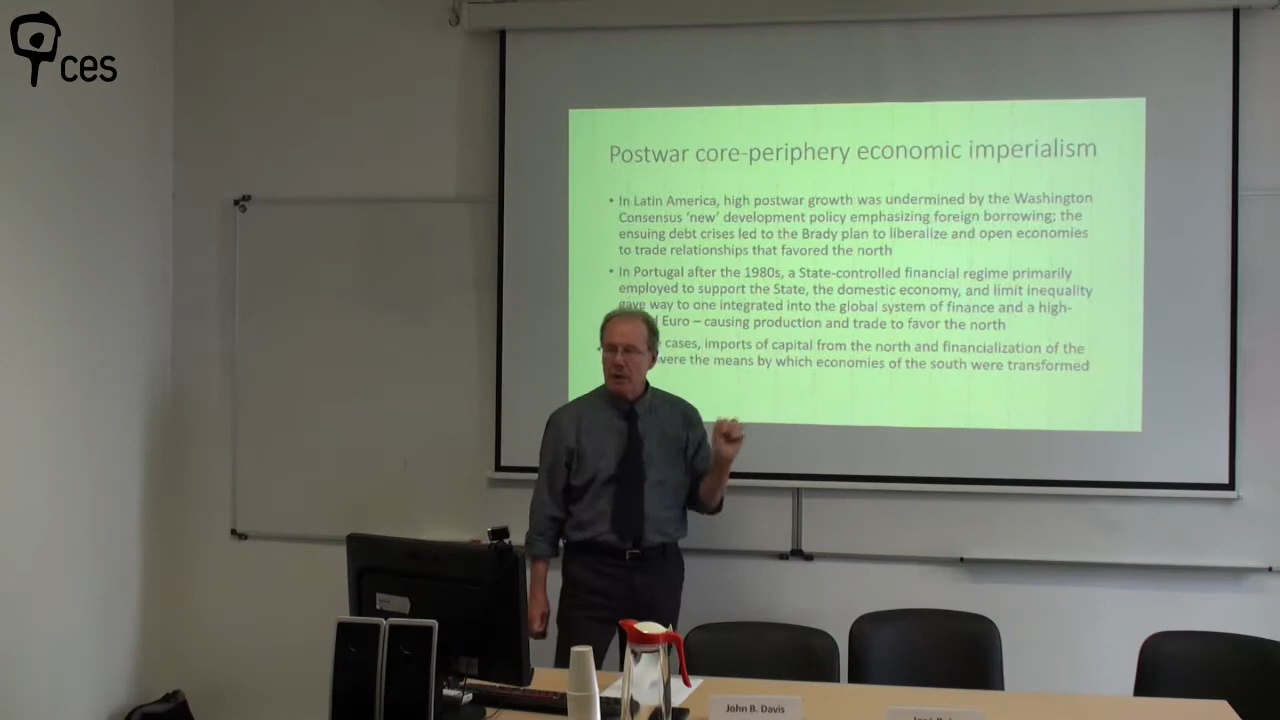 ces
Postwar core-periphery economic imperialism
• In Latin America, high postwar growth was undermined by the Washington
Consensus 'new' development policy emphasizing foreign borrowing; the
ensuing debt crises led to the Brady plan to liberalize and open economies
to trade relationships that favored the north
• In Portugal after the 1980s, a State-controlled financial regime primarily
employed to support the State, the domestic economy, and limit inequality
gave way to one integrated into the global system of finance and a high-
Euro – causing production and trade to favor the north
cases, imports of capital from the north and financialization of the
were the means by which economies of the south were transformed
John B. Davis